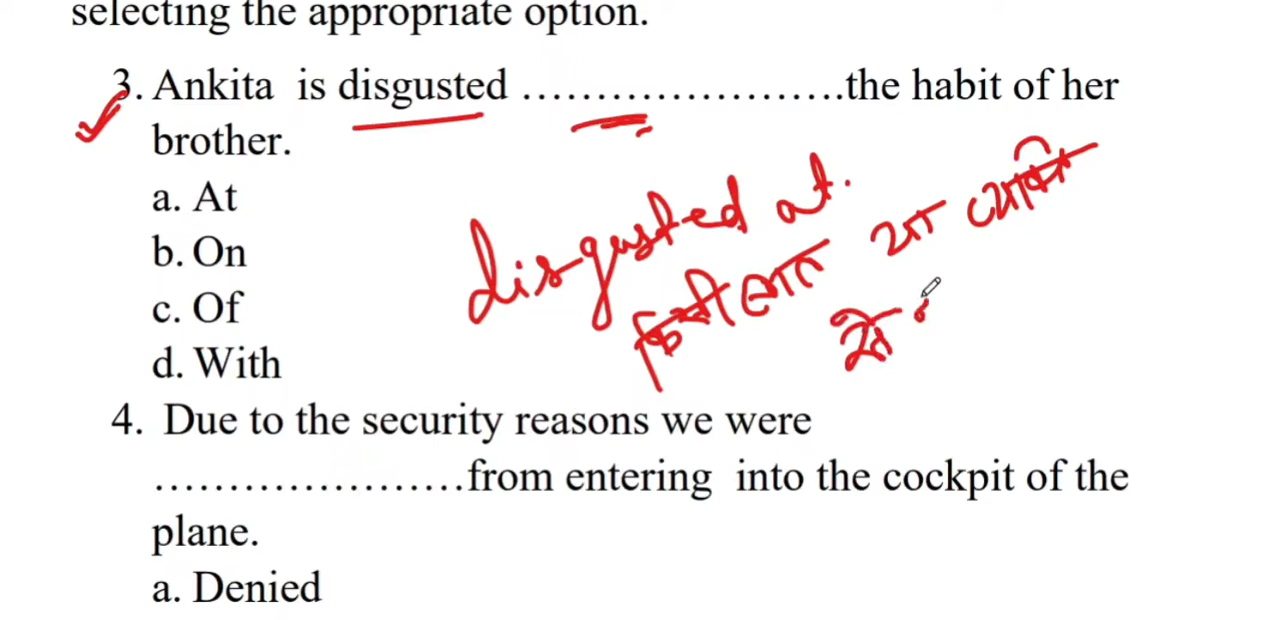 selecting the appropriate option.
3. Ankita is disgusted ......................the habit of her
brother.
a. At
b. On
c. Of
d. With
disgusted at.
4. Due to the security reasons we were
.....................from entering into the cockpit of the
plane.
a. Denied